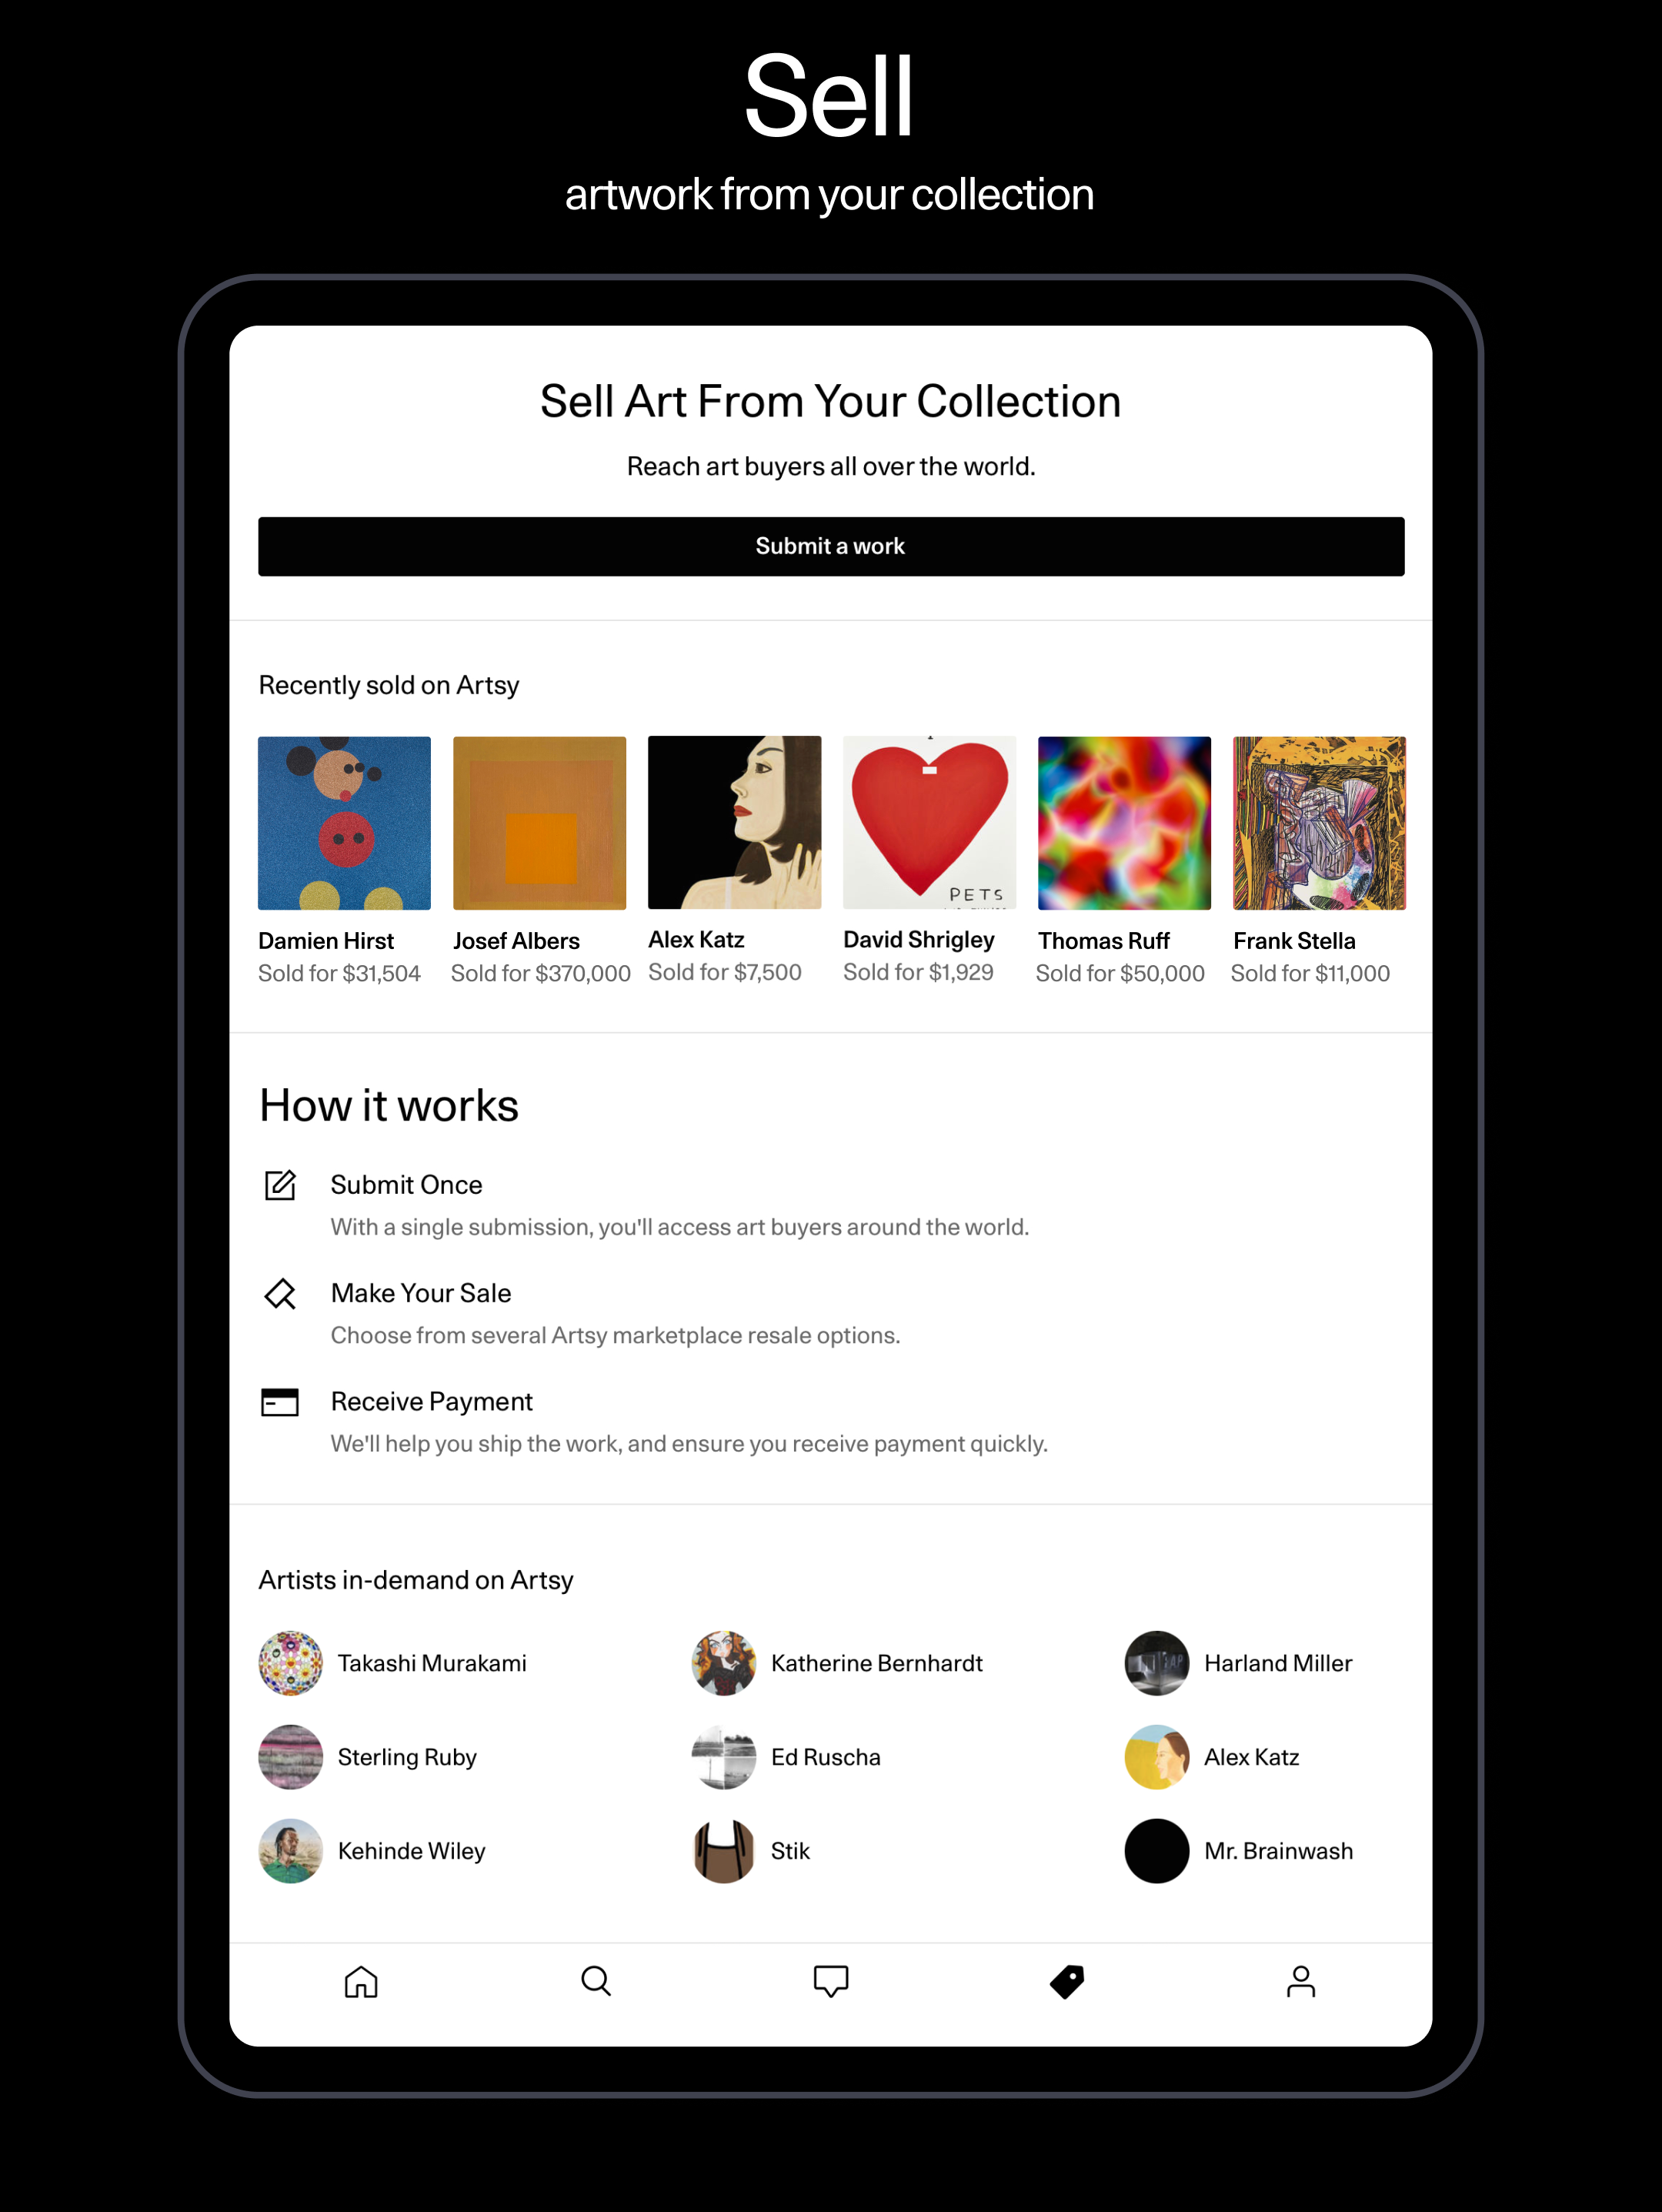 Sell
artwork from your collection
Sell Art From Your Collection
Reach art buyers all over the world.
Submit a work
Recently sold on Artsy
PETS
Damien Hirst
Sold for $31,504
Josef Albers
Sold for $370,000
Alex Katz
Sold for $7,500
David Shrigley
Sold for $1,929
Thomas Ruff
Sold for $50,000
Frank Stella
Sold for $11,000
How it works
Submit Once
With a single submission, you'll access art buyers around the world.
Make Your Sale
Choose from several Artsy marketplace resale options.
Receive Payment
We'll help you ship the work, and ensure you receive payment quickly.
Artists in-demand on Artsy
Takashi Murakami
Katherine Bernhardt
Harland Miller
Sterling Ruby
Ed Ruscha
Alex Katz
Kehinde Wiley
Stik
Mr. Brainwash